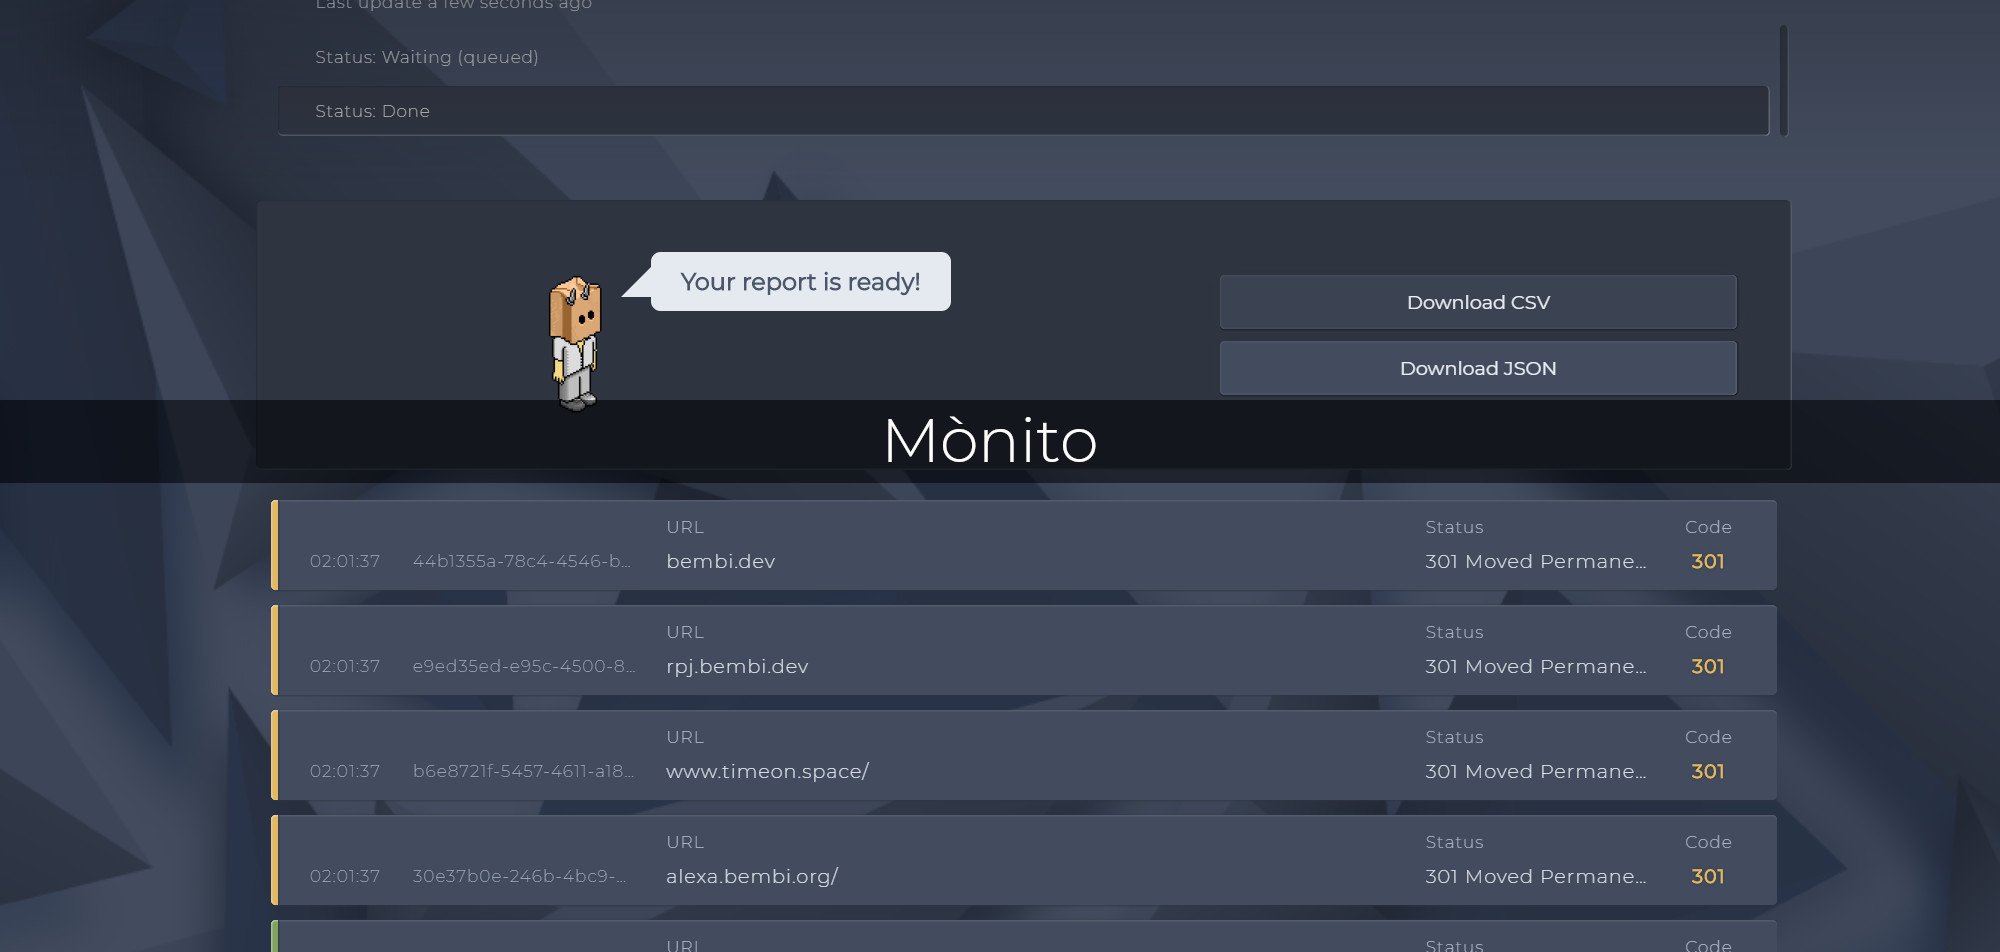 Last update a few seconds ago
Status: Waiting (queued)
Status: Done
Your report is ready!
Download CSV
Download JSON
Mònito
URL Status Code
02:01:37 44b1355a-78c4-4546-b... bembi.dev 301 Moved Permane... 301
URL Status Code
02:01:37 e9ed35ed-e95c-4500-8... rpj.bembi.dev 301 Moved Permane... 301
URL Status Code
02:01:37 b6e8721f-5457-4611-a18... www.timeon.space/ 301 Moved Permane... 301
URL Status Code
02:01:37 30e37b0e-246b-4bc9-... alexa.bembi.org/ 301 Moved Permane... 301
URL Status Code